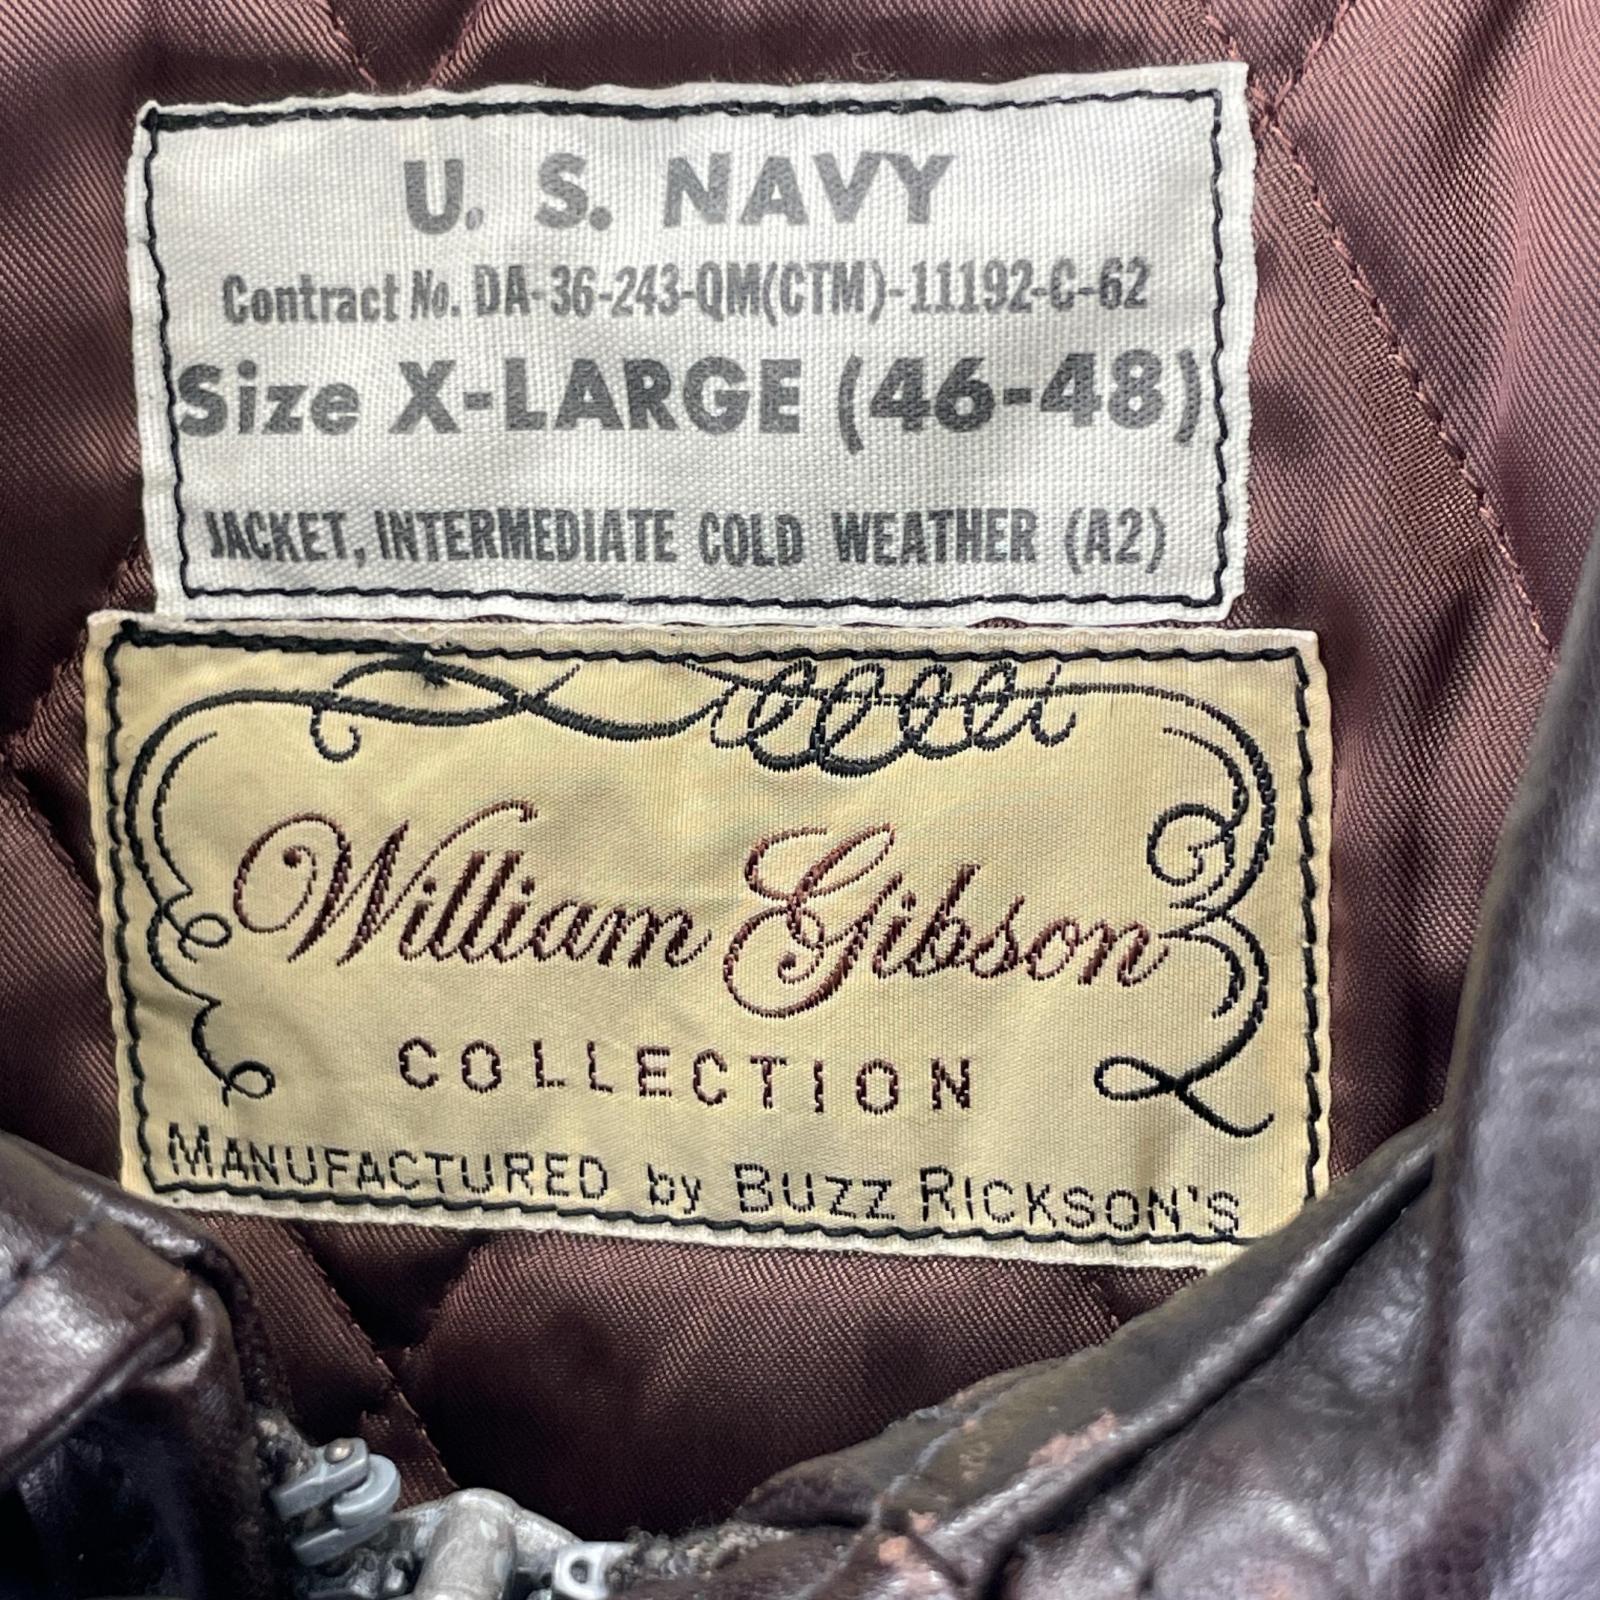 U. S. NAVY
Contract No. DA-36-243-QM(CTM)-11192-C-62
Size X-LARGE (46-48)
JACKET, INTERMEDIATE COLD WEATHER (A2)
William Gibson
COLLECTION
MANUFACTURED by BUZZ RICKSON'S